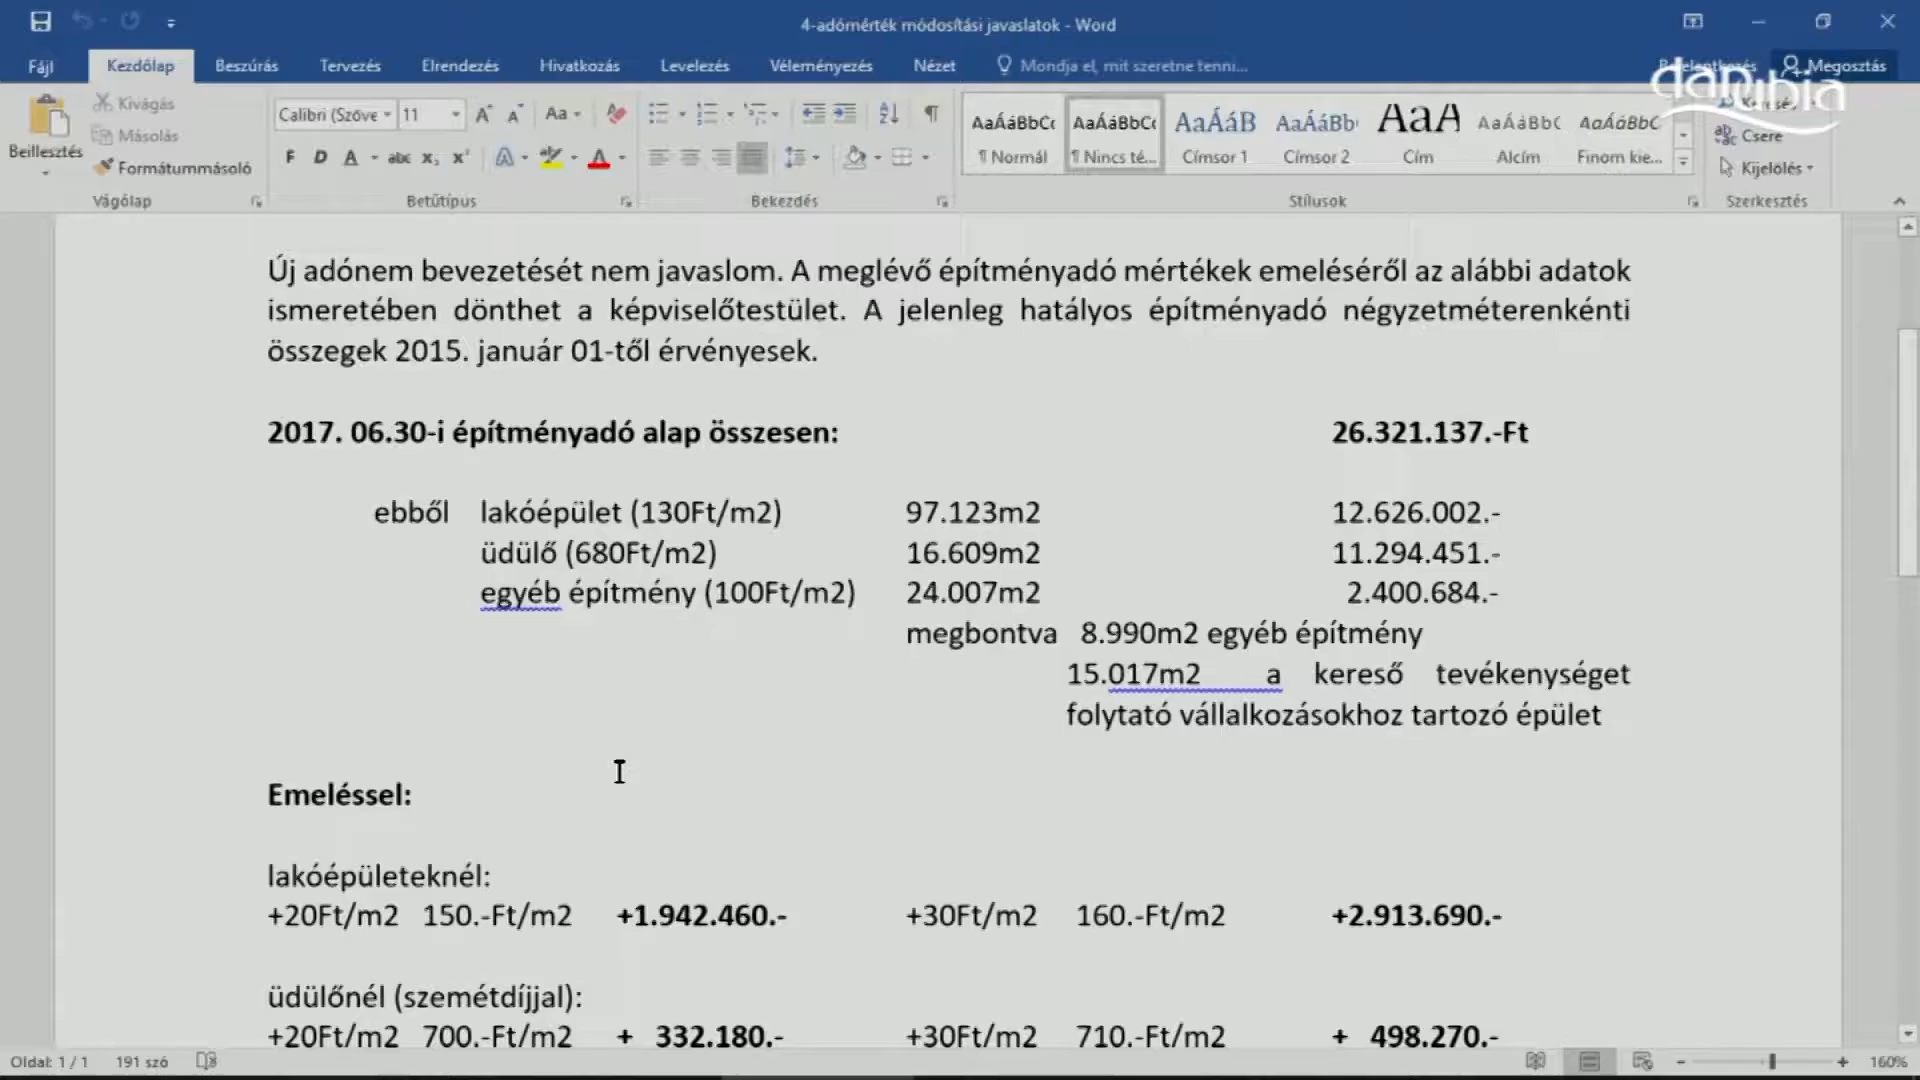 4-adómérték módosítási javaslatok - Word
Fájl Kezdőlap Beszúrás Tervezés Elrendezés Hivatkozás Levelezés Véleményezés Nézet Mondja el, mit szeretne tenni... Megosztás
danubia
Beillesztés Kivágás Másolás Formátummásoló
Calibri (Szöve 11
AaÁáBbCc AaÁáBbCc AaÁáB AaÁáBb AaA AaÁáBbC AaÁáBbC
¶ Normál ¶ Nincs té... Címsor 1 Címsor 2 Cím Alcím Finom kie...
Csere
Kijelölés
Vágólap Betűtípus Bekezdés Stílusok Szerkesztés
Új adónem bevezetését nem javaslom. A meglévő építményadó mértékek emeléséről az alábbi adatok
ismeretében dönthet a képviselőtestület. A jelenleg hatályos építményadó négyzetméterenkénti
összegek 2015. január 01-től érvényesek.
2017. 06.30-i építményadó alap összesen: 26.321.137.-Ft
ebből lakóépület (130Ft/m2) 97.123m2 12.626.002.-
üdülő (680Ft/m2) 16.609m2 11.294.451.-
egyéb építmény (100Ft/m2) 24.007m2 2.400.684.-
megbontva 8.990m2 egyéb építmény
15.017m2 a kereső tevékenységet
folytató vállalkozásokhoz tartozó épület
Emeléssel:
lakóépületeknél:
+20Ft/m2 150.-Ft/m2 +1.942.460.- +30Ft/m2 160.-Ft/m2 +2.913.690.-
üdülőnél (szemétdíjjal):
+20Ft/m2 700.-Ft/m2 + 332.180.- +30Ft/m2 710.-Ft/m2 + 498.270.-
Oldal: 1 / 1 191 szó 160%